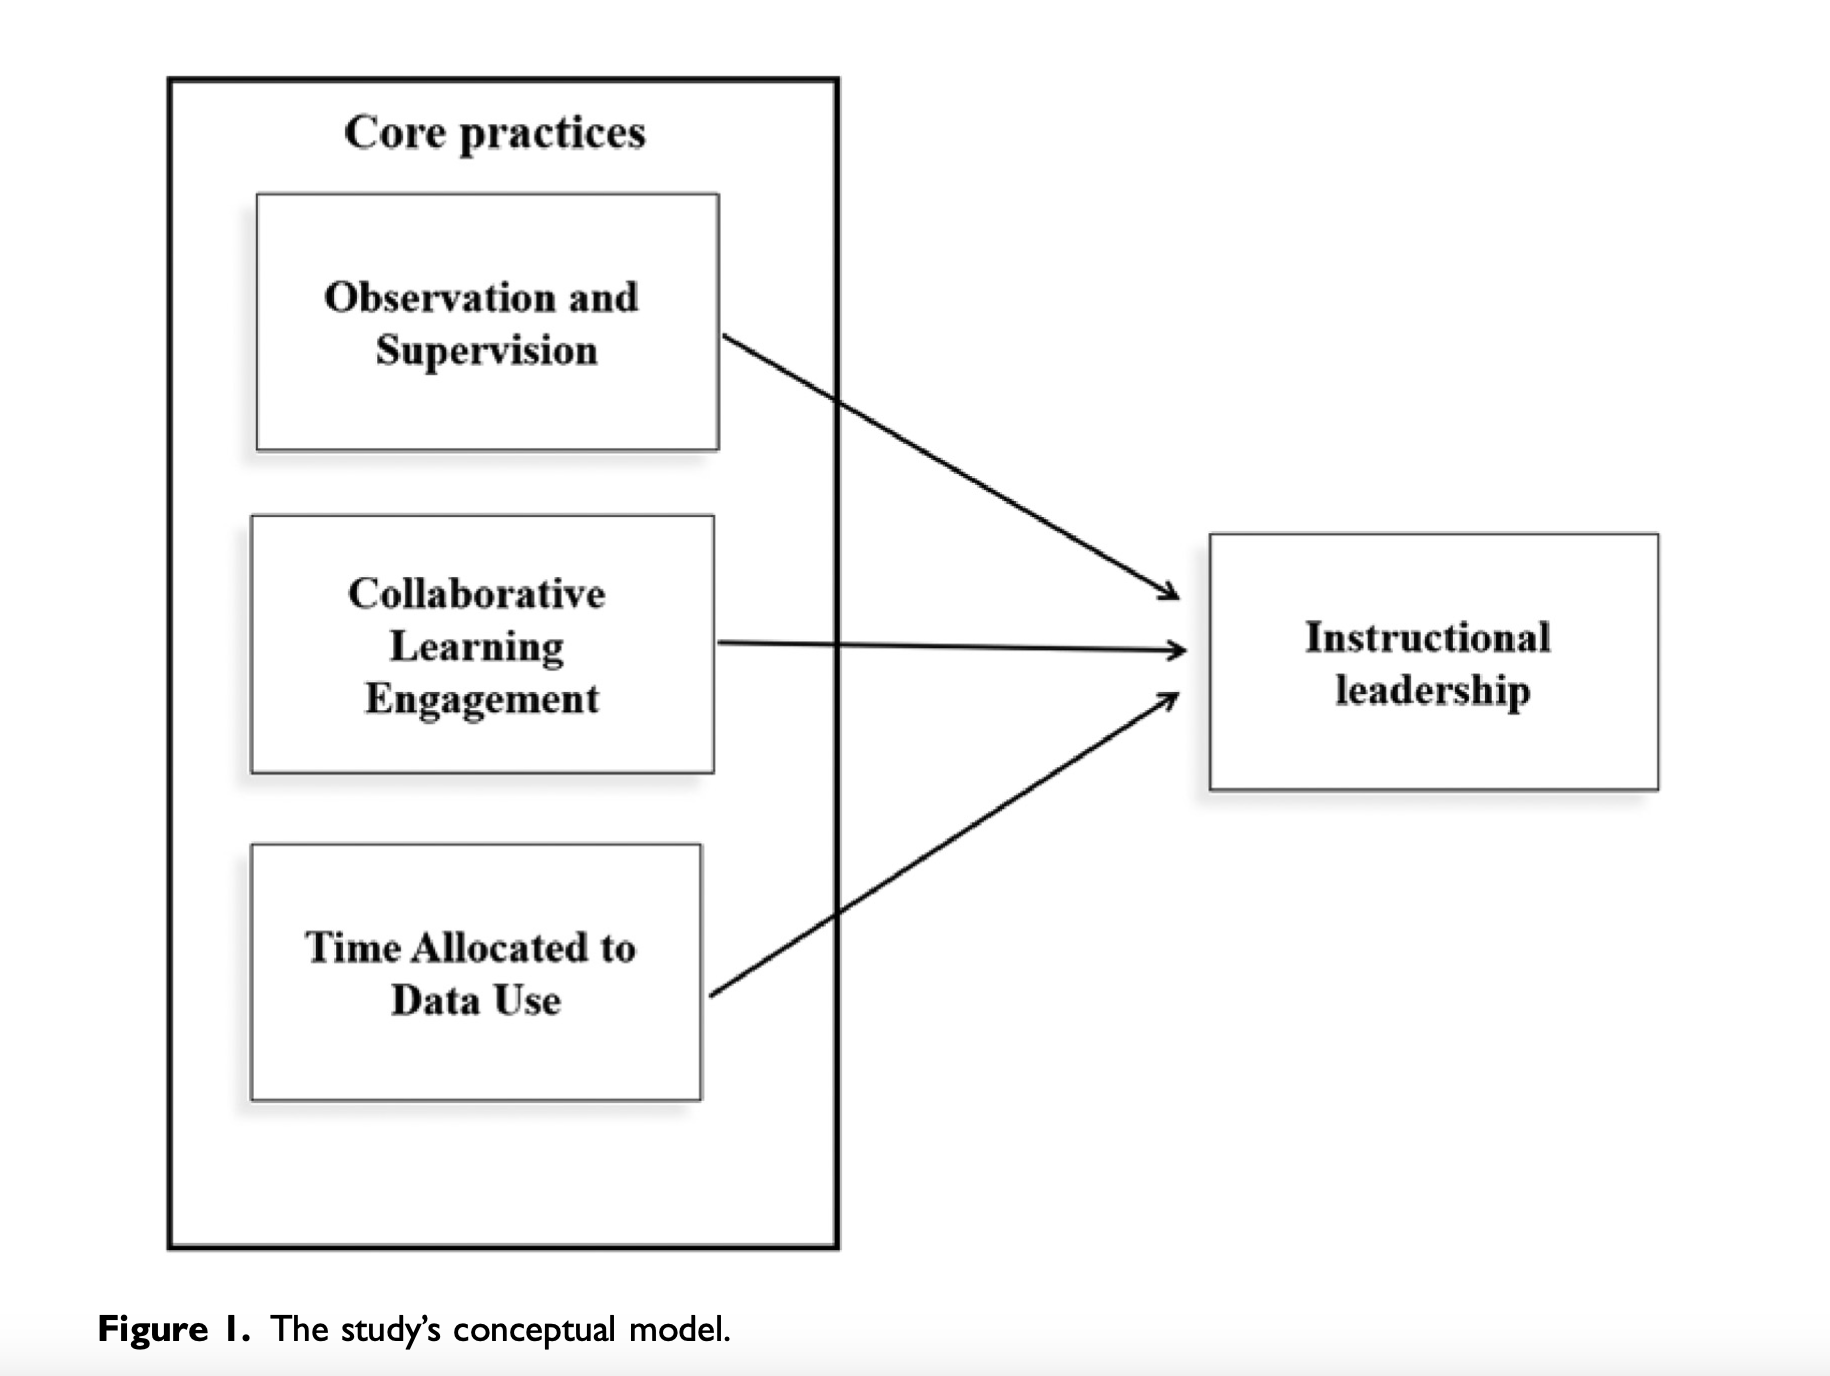 Core practices
Observation and
Supervision
Collaborative
Learning
Engagement
Time Allocated to
Data Use
Instructional
leadership
Figure 1. The study’s conceptual model.